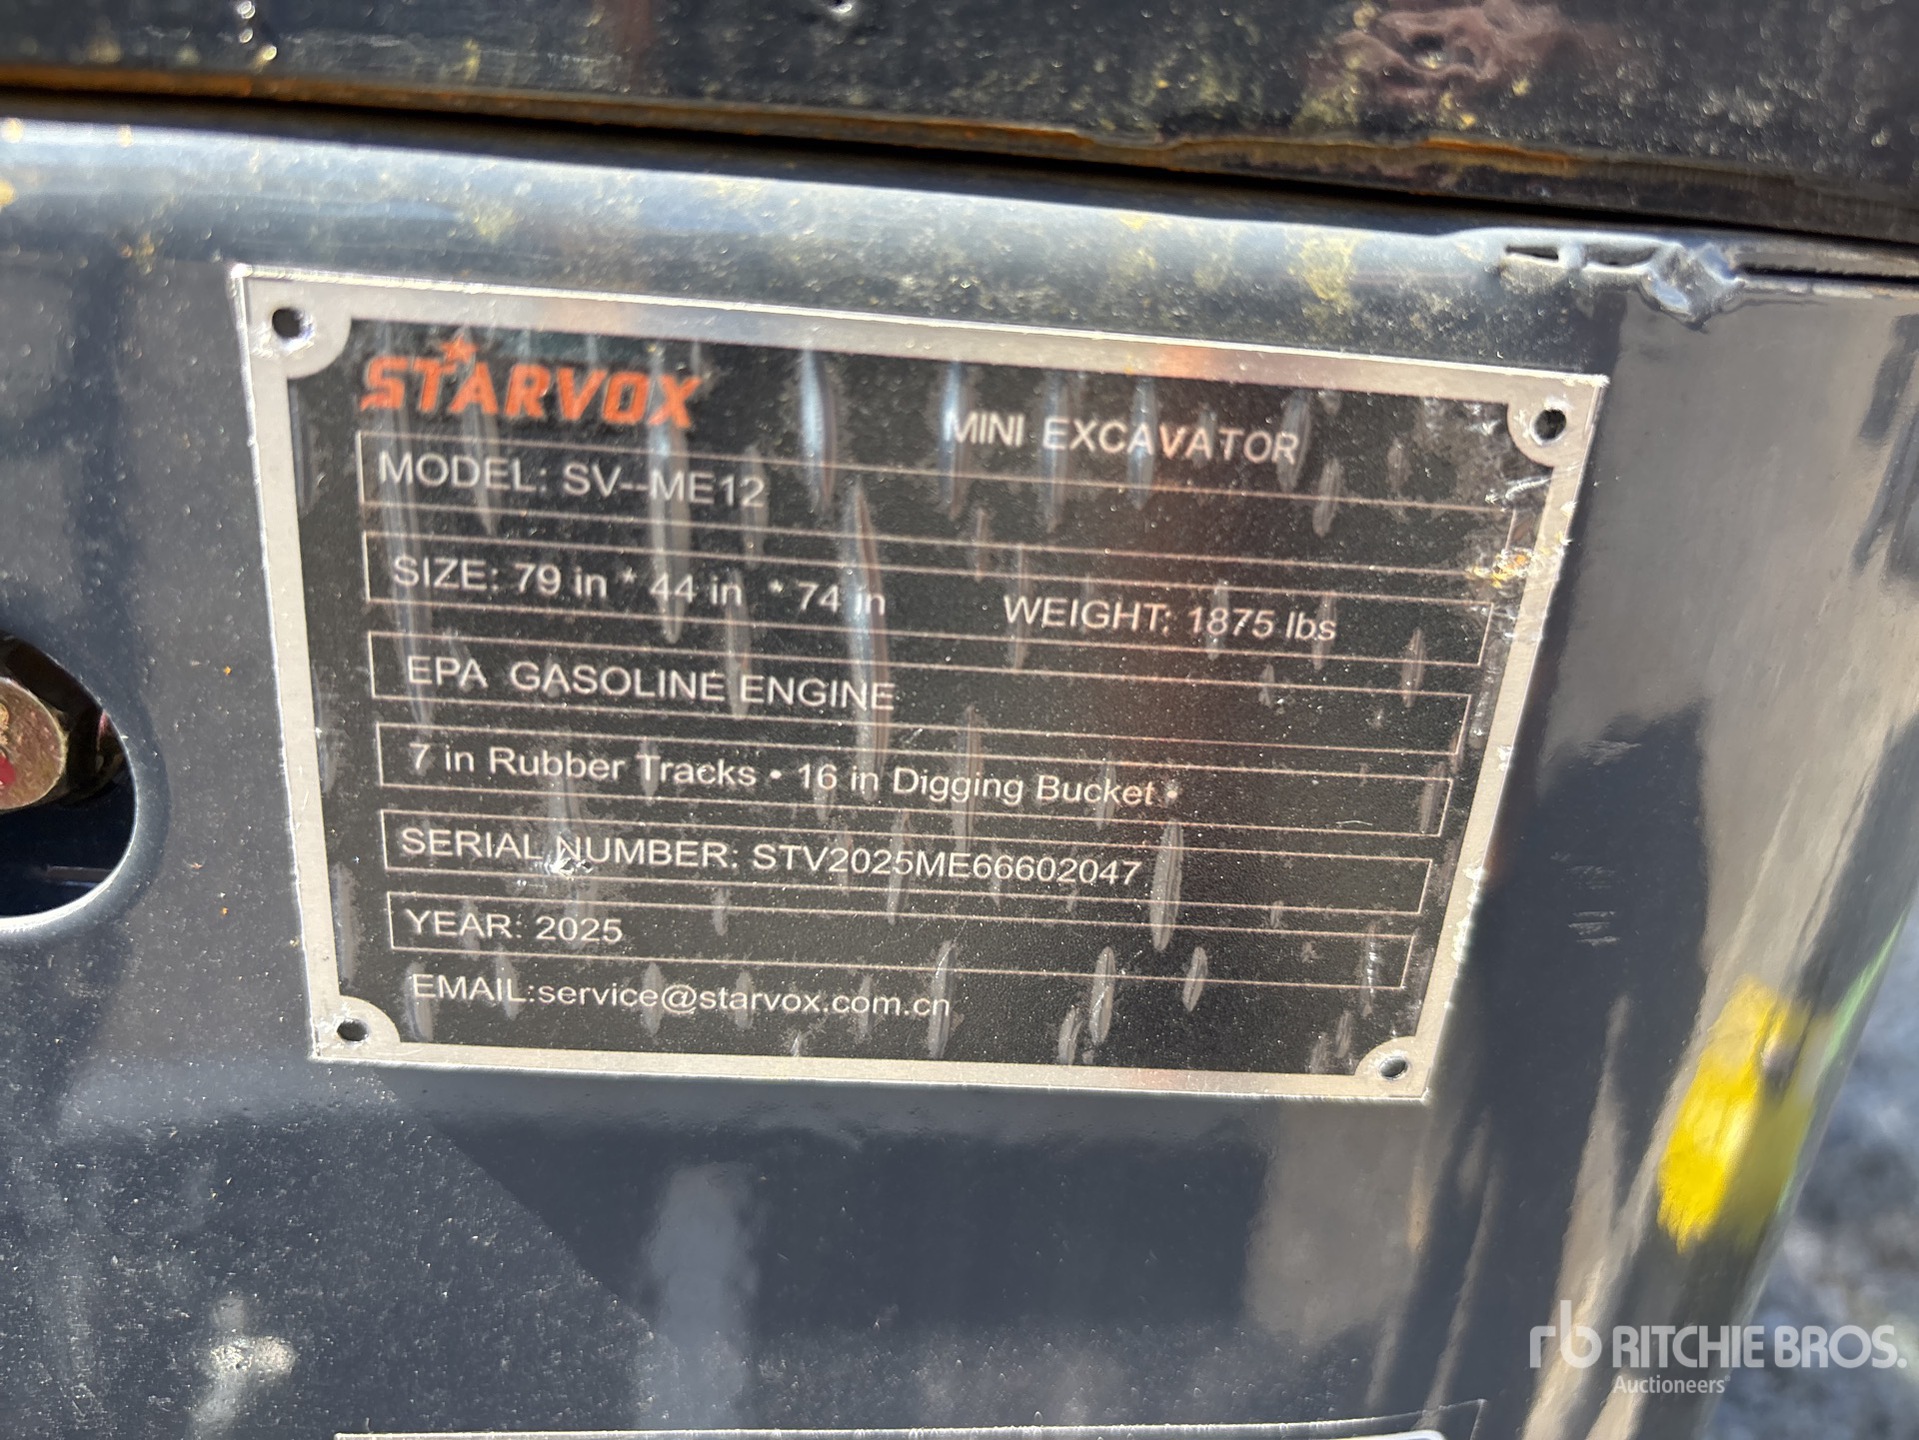 STARVOX
MINI EXCAVATOR
MODEL: SV--ME12
SIZE: 79 in * 44 in * 74 in WEIGHT: 1875 lbs
EPA GASOLINE ENGINE
7 in Rubber Tracks • 16 in Digging Bucket •
SERIAL NUMBER: STV2025ME66602047
YEAR: 2025
EMAIL:service@starvox.com.cn
rb RITCHIE BROS.
Auctioneers